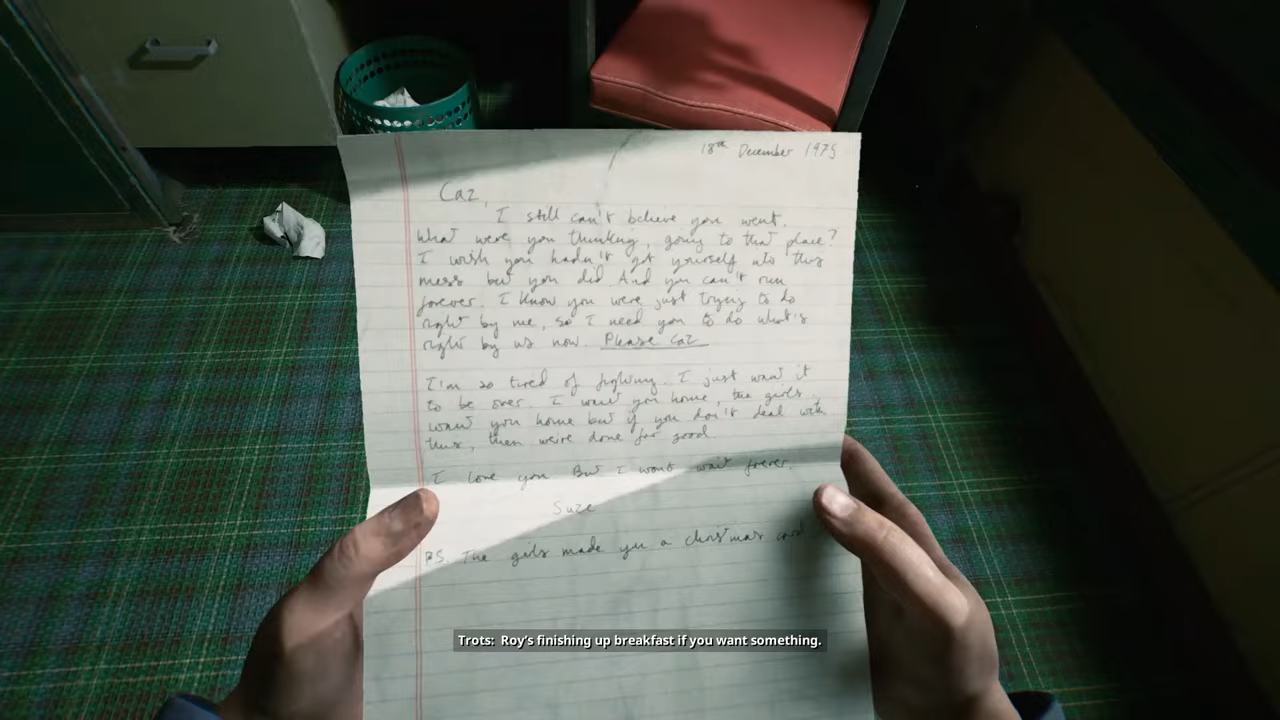 18th December 1975
Caz,
I still can't believe you went.
What were you thinking, going to that place?
I wish you hadn't got yourself into this
mess but you did. And you can't run
forever. I know you were just trying to do
right by me, so I need you to do what's
right by us now. Please Caz
I'm so tired of fighting. I just want it
to be over. I want you home, the girls
want you home but if you don't deal with
this, then we're done for good.
I love you. But I won't wait forever.
Suze
PS. The girls made you a christmas card
Trots: Roy's finishing up breakfast if you want something.